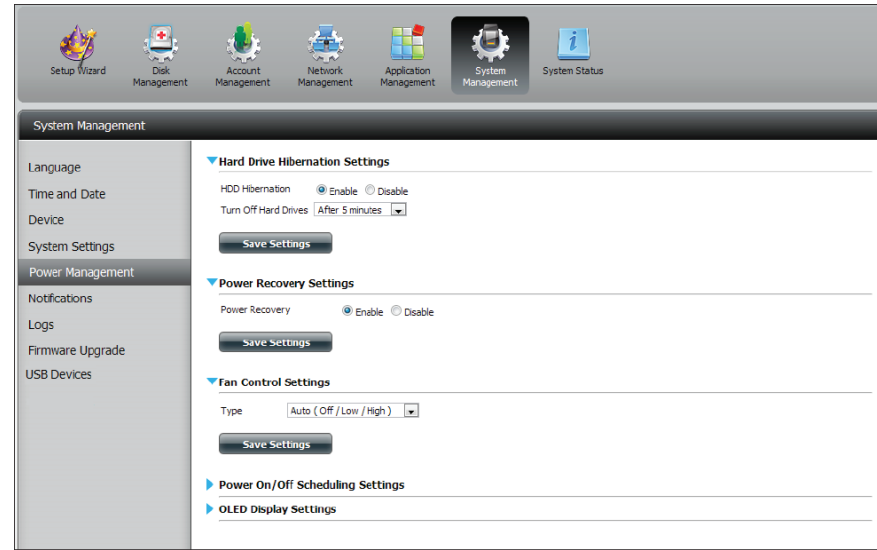 Setup Wizard
Disk
Management
Account
Management
Network
Management
Application
Management
System
Management
System Status
System Management
Language
Time and Date
Device
System Settings
Power Management
Notifications
Logs
Firmware Upgrade
USB Devices
Hard Drive Hibernation Settings
HDD Hibernation Enable Disable
Turn Off Hard Drives After 5 minutes
Save Settings
Power Recovery Settings
Power Recovery Enable Disable
Save Settings
Fan Control Settings
Type Auto ( Off / Low / High )
Save Settings
Power On/Off Scheduling Settings
OLED Display Settings